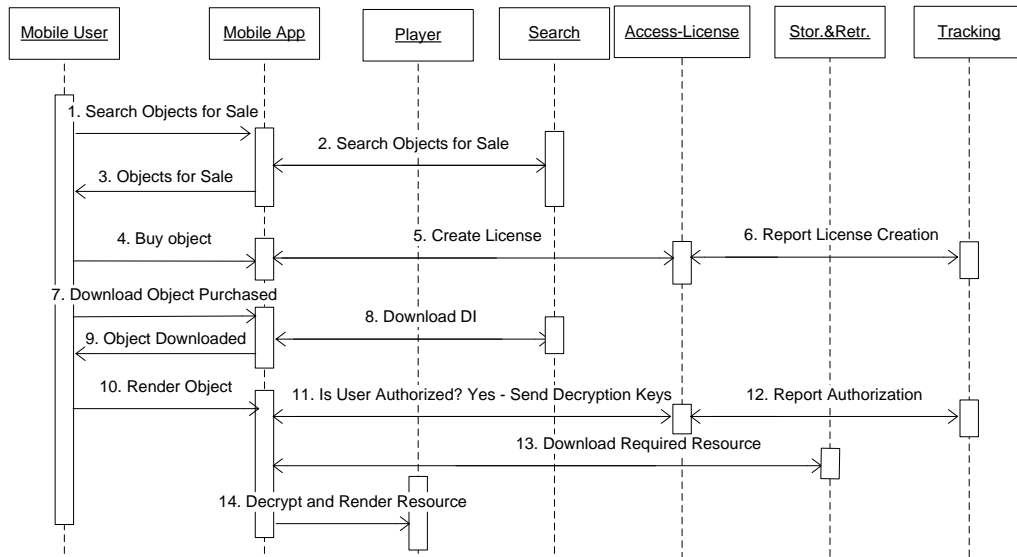 Mobile User
Mobile App
Player
Search
Access-License
Stor.&Retr.
Tracking
1. Search Objects for Sale
2. Search Objects for Sale
3. Objects for Sale
4. Buy object
5. Create License
6. Report License Creation
7. Download Object Purchased
8. Download DI
9. Object Downloaded
10. Render Object
11. Is User Authorized? Yes - Send Decryption Keys
12. Report Authorization
13. Download Required Resource
14. Decrypt and Render Resource